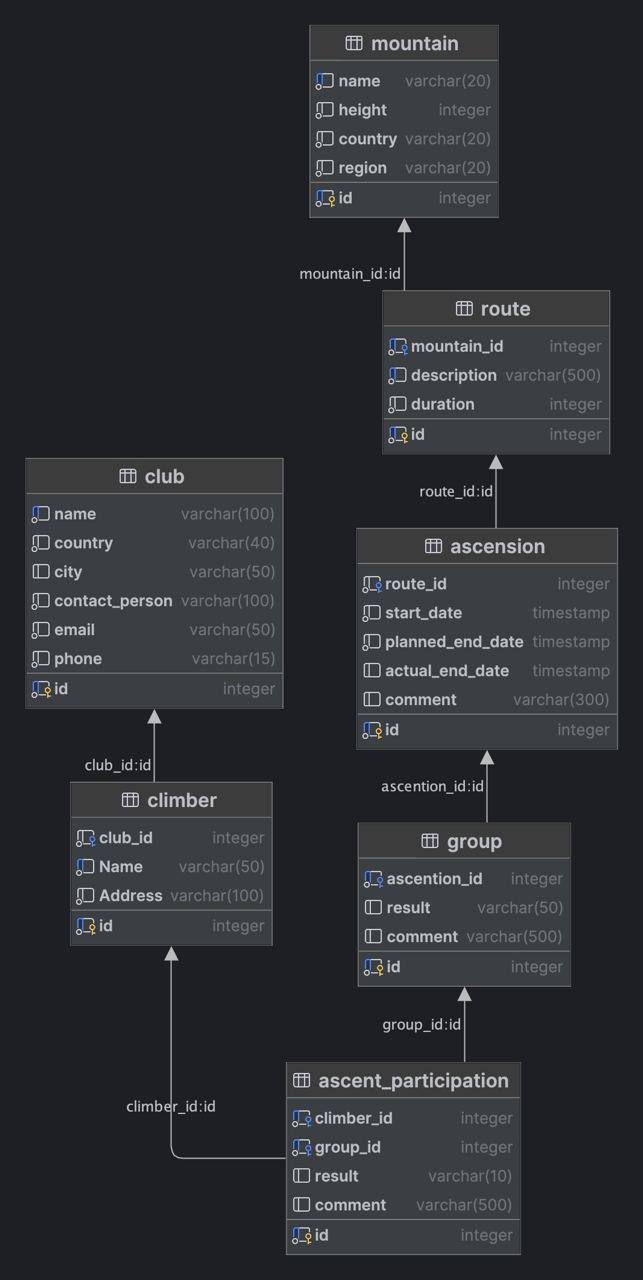 mountain
name varchar(20)
height integer
country varchar(20)
region varchar(20)
id integer
mountain_id:id
route
mountain_id integer
description varchar(500)
duration integer
id integer
route_id:id
club
name varchar(100)
country varchar(40)
city varchar(50)
contact_person varchar(100)
email varchar(50)
phone varchar(15)
id integer
ascension
route_id integer
start_date timestamp
planned_end_date timestamp
actual_end_date timestamp
comment varchar(300)
id integer
club_id:id
ascention_id:id
climber
club_id integer
Name varchar(50)
Address varchar(100)
id integer
group
ascention_id integer
result varchar(50)
comment varchar(500)
id integer
group_id:id
climber_id:id
ascent_participation
climber_id integer
group_id integer
result varchar(10)
comment varchar(500)
id integer